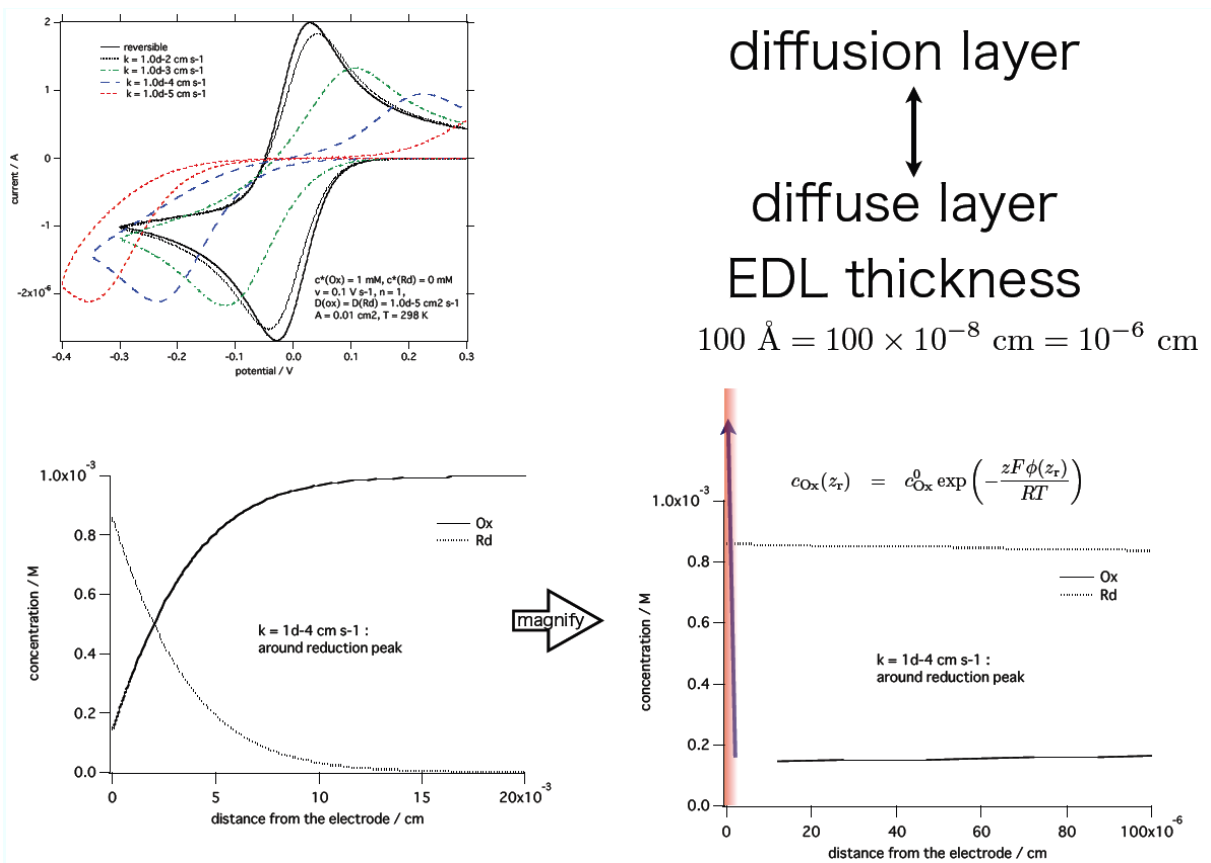 2
1
0
-1
-2x10⁻⁶
current / A
reversible
k = 1.0d-2 cm s-1
k = 1.0d-3 cm s-1
k = 1.0d-4 cm s-1
k = 1.0d-5 cm s-1
c*(Ox) = 1 mM, c*(Rd) = 0 mM
v = 0.1 V s-1, n = 1,
D(ox) = D(Rd) = 1.0d-5 cm2 s-1
A = 0.01 cm2, T = 298 K
-0.4 -0.3 -0.2 -0.1 0.0 0.1 0.2 0.3
potential / V
diffusion layer
diffuse layer
EDL thickness
100 Å = 100 × 10⁻⁸ cm = 10⁻⁶ cm
1.0x10⁻³
0.8
0.6
0.4
0.2
0.0
concentration / M
Ox
Rd
k = 1d-4 cm s-1 :
around reduction peak
0 5 10 15 20x10⁻³
distance from the electrode / cm
magnify
c_Ox(z_r) = c⁰_Ox exp(−zFϕ(z_r)/RT)
1.0x10⁻³
0.8
0.6
0.4
0.2
0.0
concentration / M
Ox
Rd
k = 1d-4 cm s-1 :
around reduction peak
0 20 40 60 80 100x10⁻⁶
distance from the electrode / cm